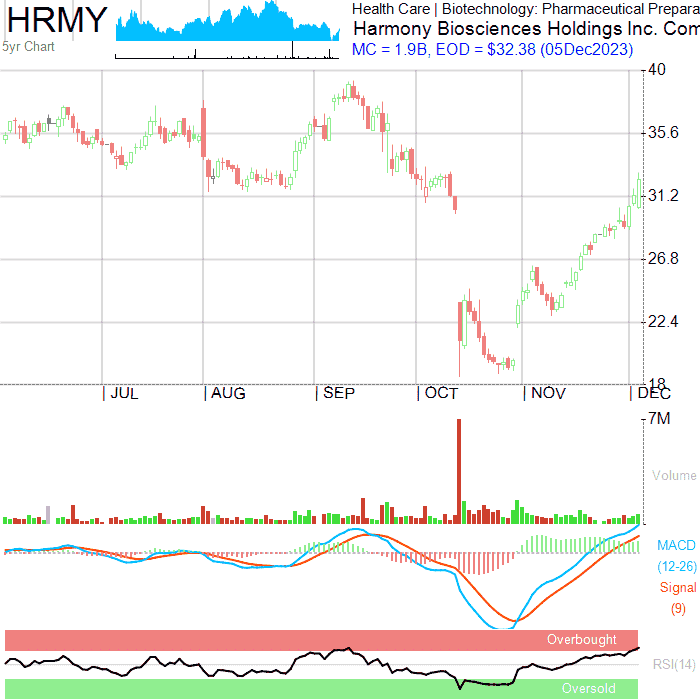 HRMY
5yr Chart
Health Care | Biotechnology: Pharmaceutical Prepara
Harmony Biosciences Holdings Inc. Com
MC = 1.9B, EOD = $32.38 (05Dec2023)
40
35.6
31.2
26.8
22.4
18
| JUL | AUG | SEP | OCT | NOV | DEC
7M
Volume
MACD
(12-26)
Signal
(9)
Overbought
RSI(14)
Oversold